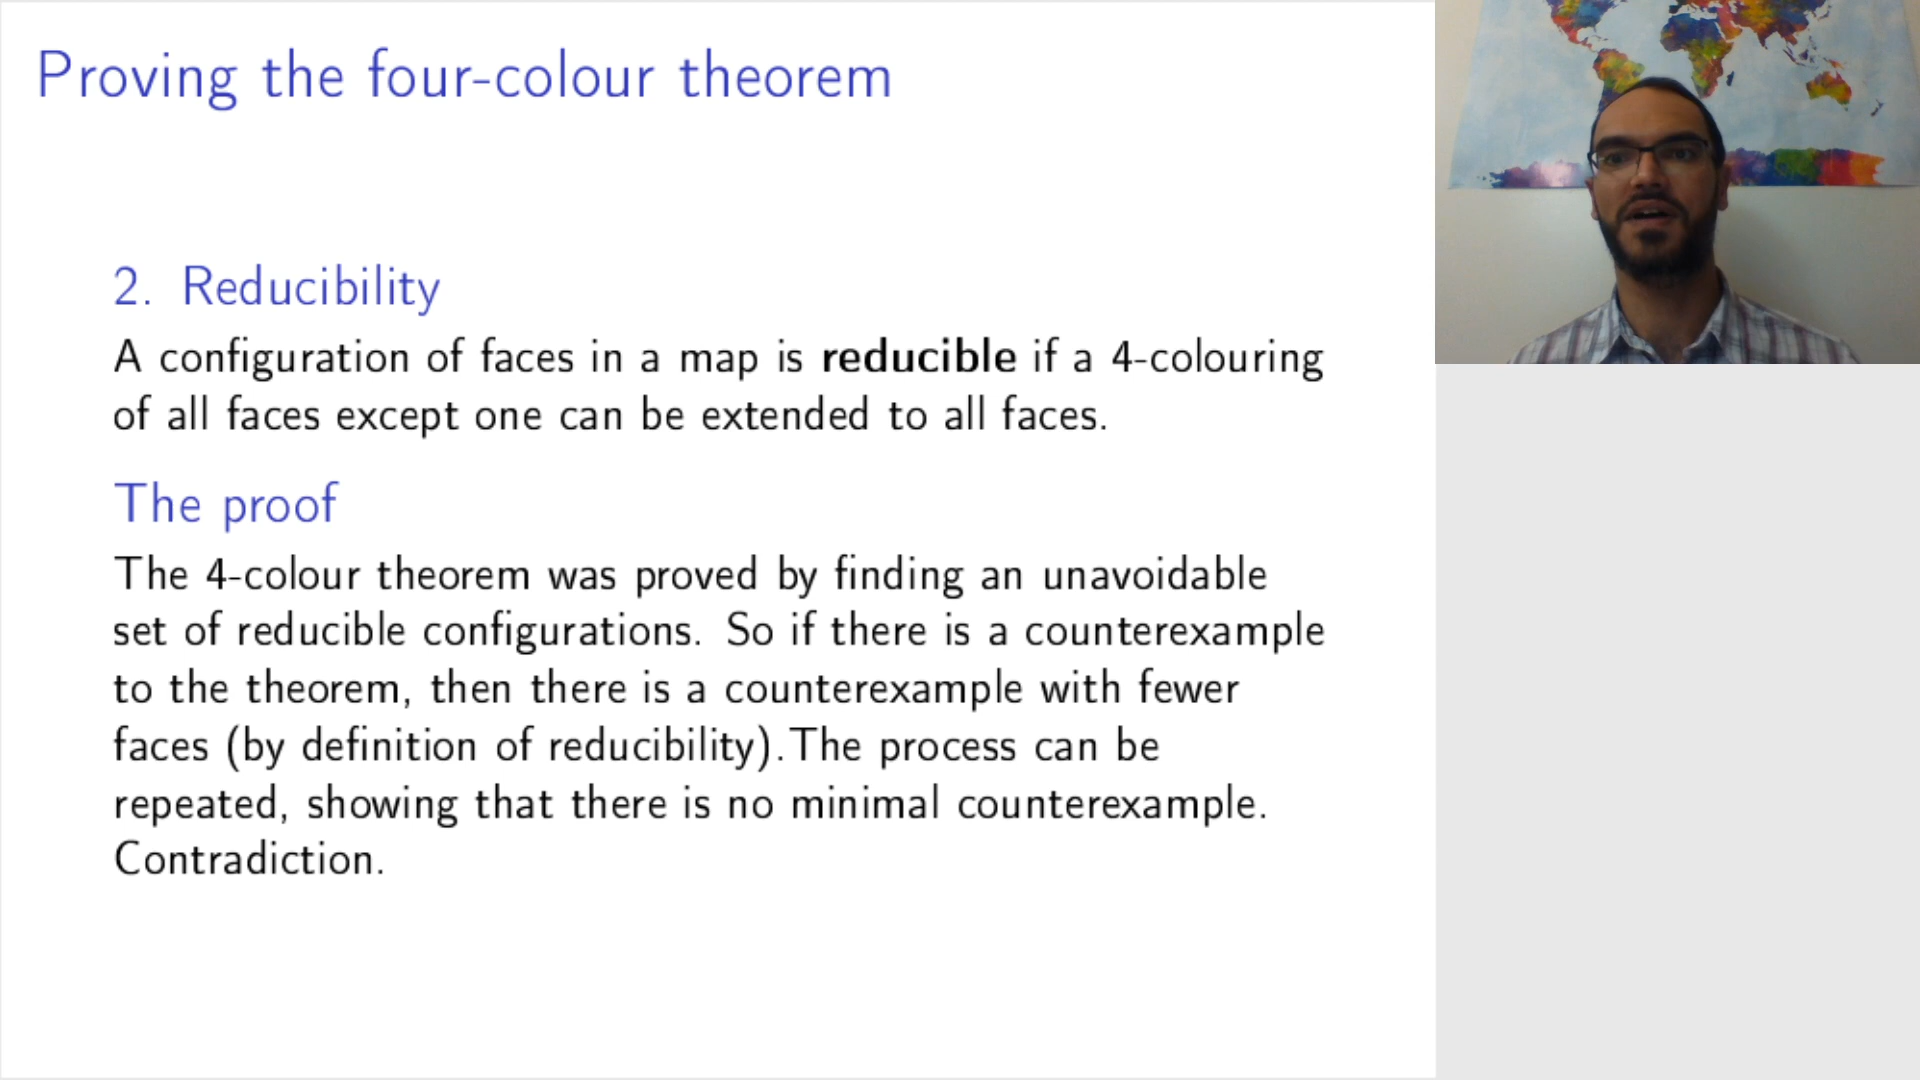 Proving the four-colour theorem
2. Reducibility
A configuration of faces in a map is reducible if a 4-colouring
of all faces except one can be extended to all faces.
The proof
The 4-colour theorem was proved by finding an unavoidable
set of reducible configurations. So if there is a counterexample
to the theorem, then there is a counterexample with fewer
faces (by definition of reducibility).The process can be
repeated, showing that there is no minimal counterexample.
Contradiction.